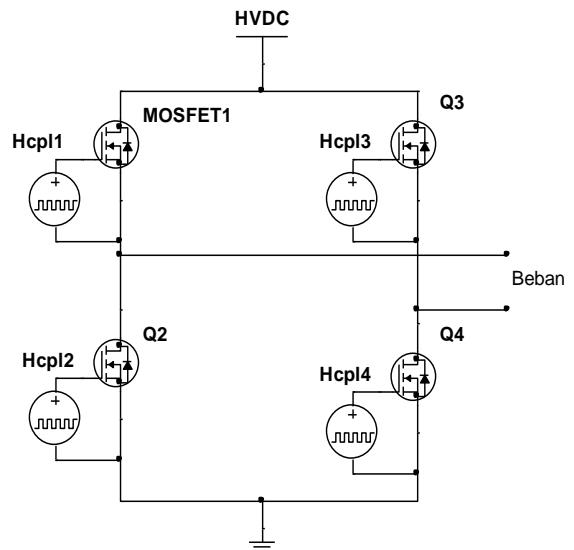 HVDC
MOSFET1
Q3
Hcpl1
+
Hcpl3
+
Beban
Q2
Q4
Hcpl2
+
Hcpl4
+